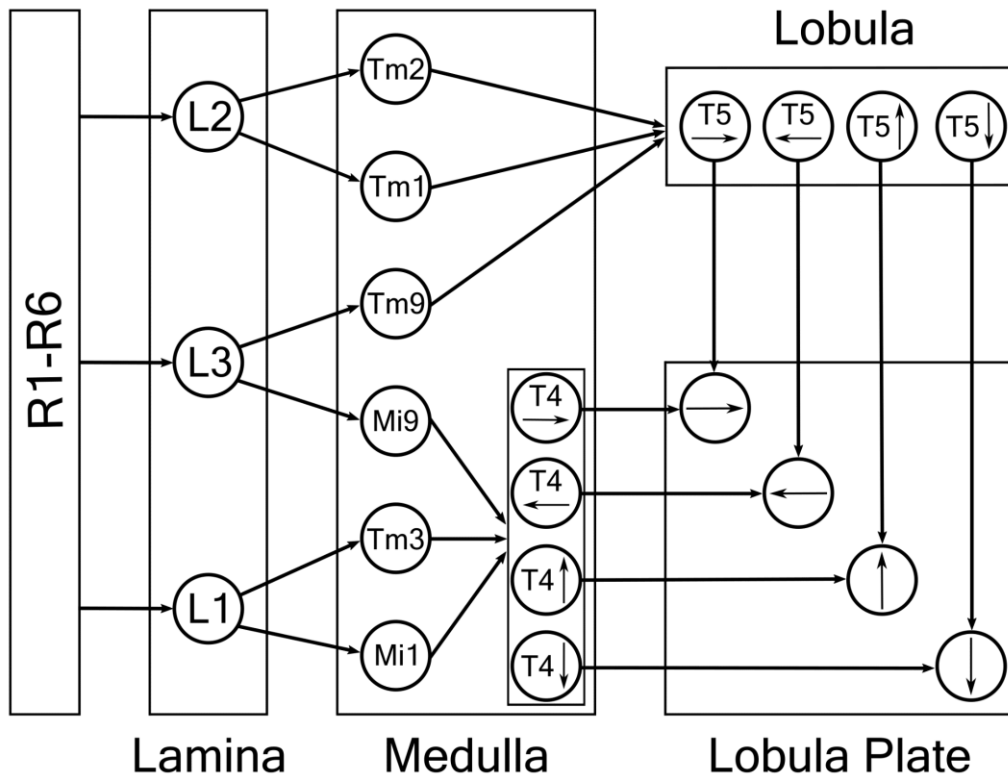 Lobula
R1-R6
L2
L3
L1
Tm2
Tm1
Tm9
Mi9
Tm3
Mi1
T4
T4
T4
T4
T5
T5
T5
T5
Lamina
Medulla
Lobula Plate